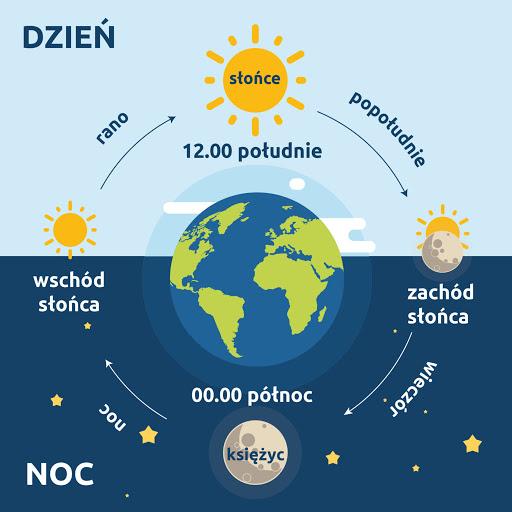 DZIEŃ
słońce
rano
popołudnie
12.00 południe
wschód
słońca
zachód
słońca
wieczór
00.00 północ
noc
księżyc
NOC